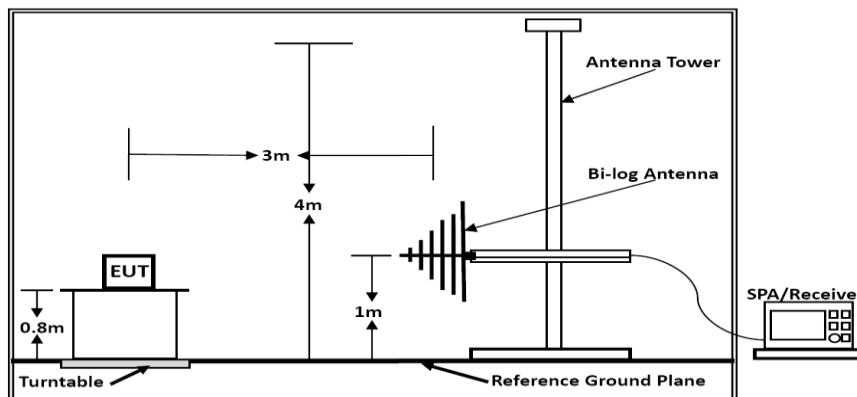 Antenna Tower
3m
Bi-log Antenna
4m
EUT
SPA/Receive
0.8m
1m
Turntable
Reference Ground Plane